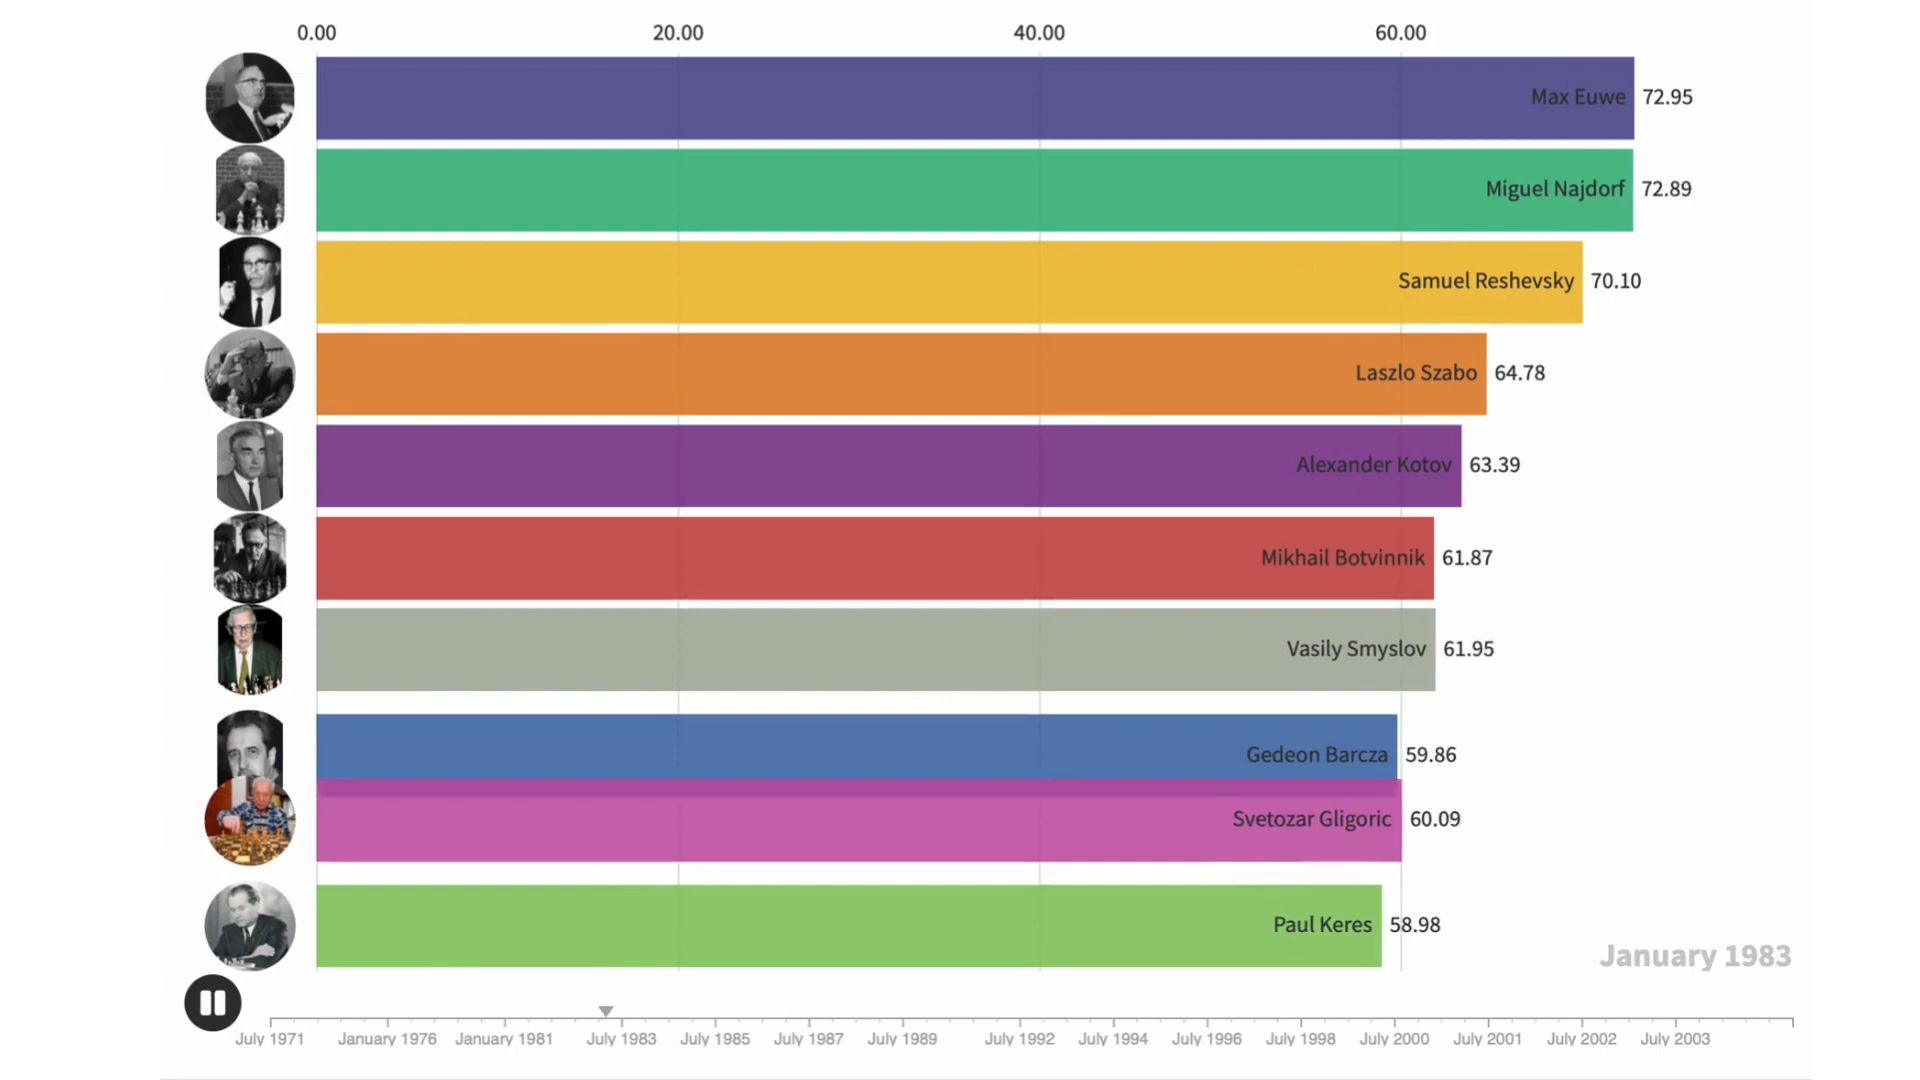 0.00 20.00 40.00 60.00
Max Euwe 72.95
Miguel Najdorf 72.89
Samuel Reshevsky 70.10
Laszlo Szabo 64.78
Alexander Kotov 63.39
Mikhail Botvinnik 61.87
Vasily Smyslov 61.95
Gedeon Barcza 59.86
Svetozar Gligoric 60.09
Paul Keres 58.98
January 1983
July 1971 January 1976 January 1981 July 1983 July 1985 July 1987 July 1989 July 1992 July 1994 July 1996 July 1998 July 2000 July 2001 July 2002 July 2003